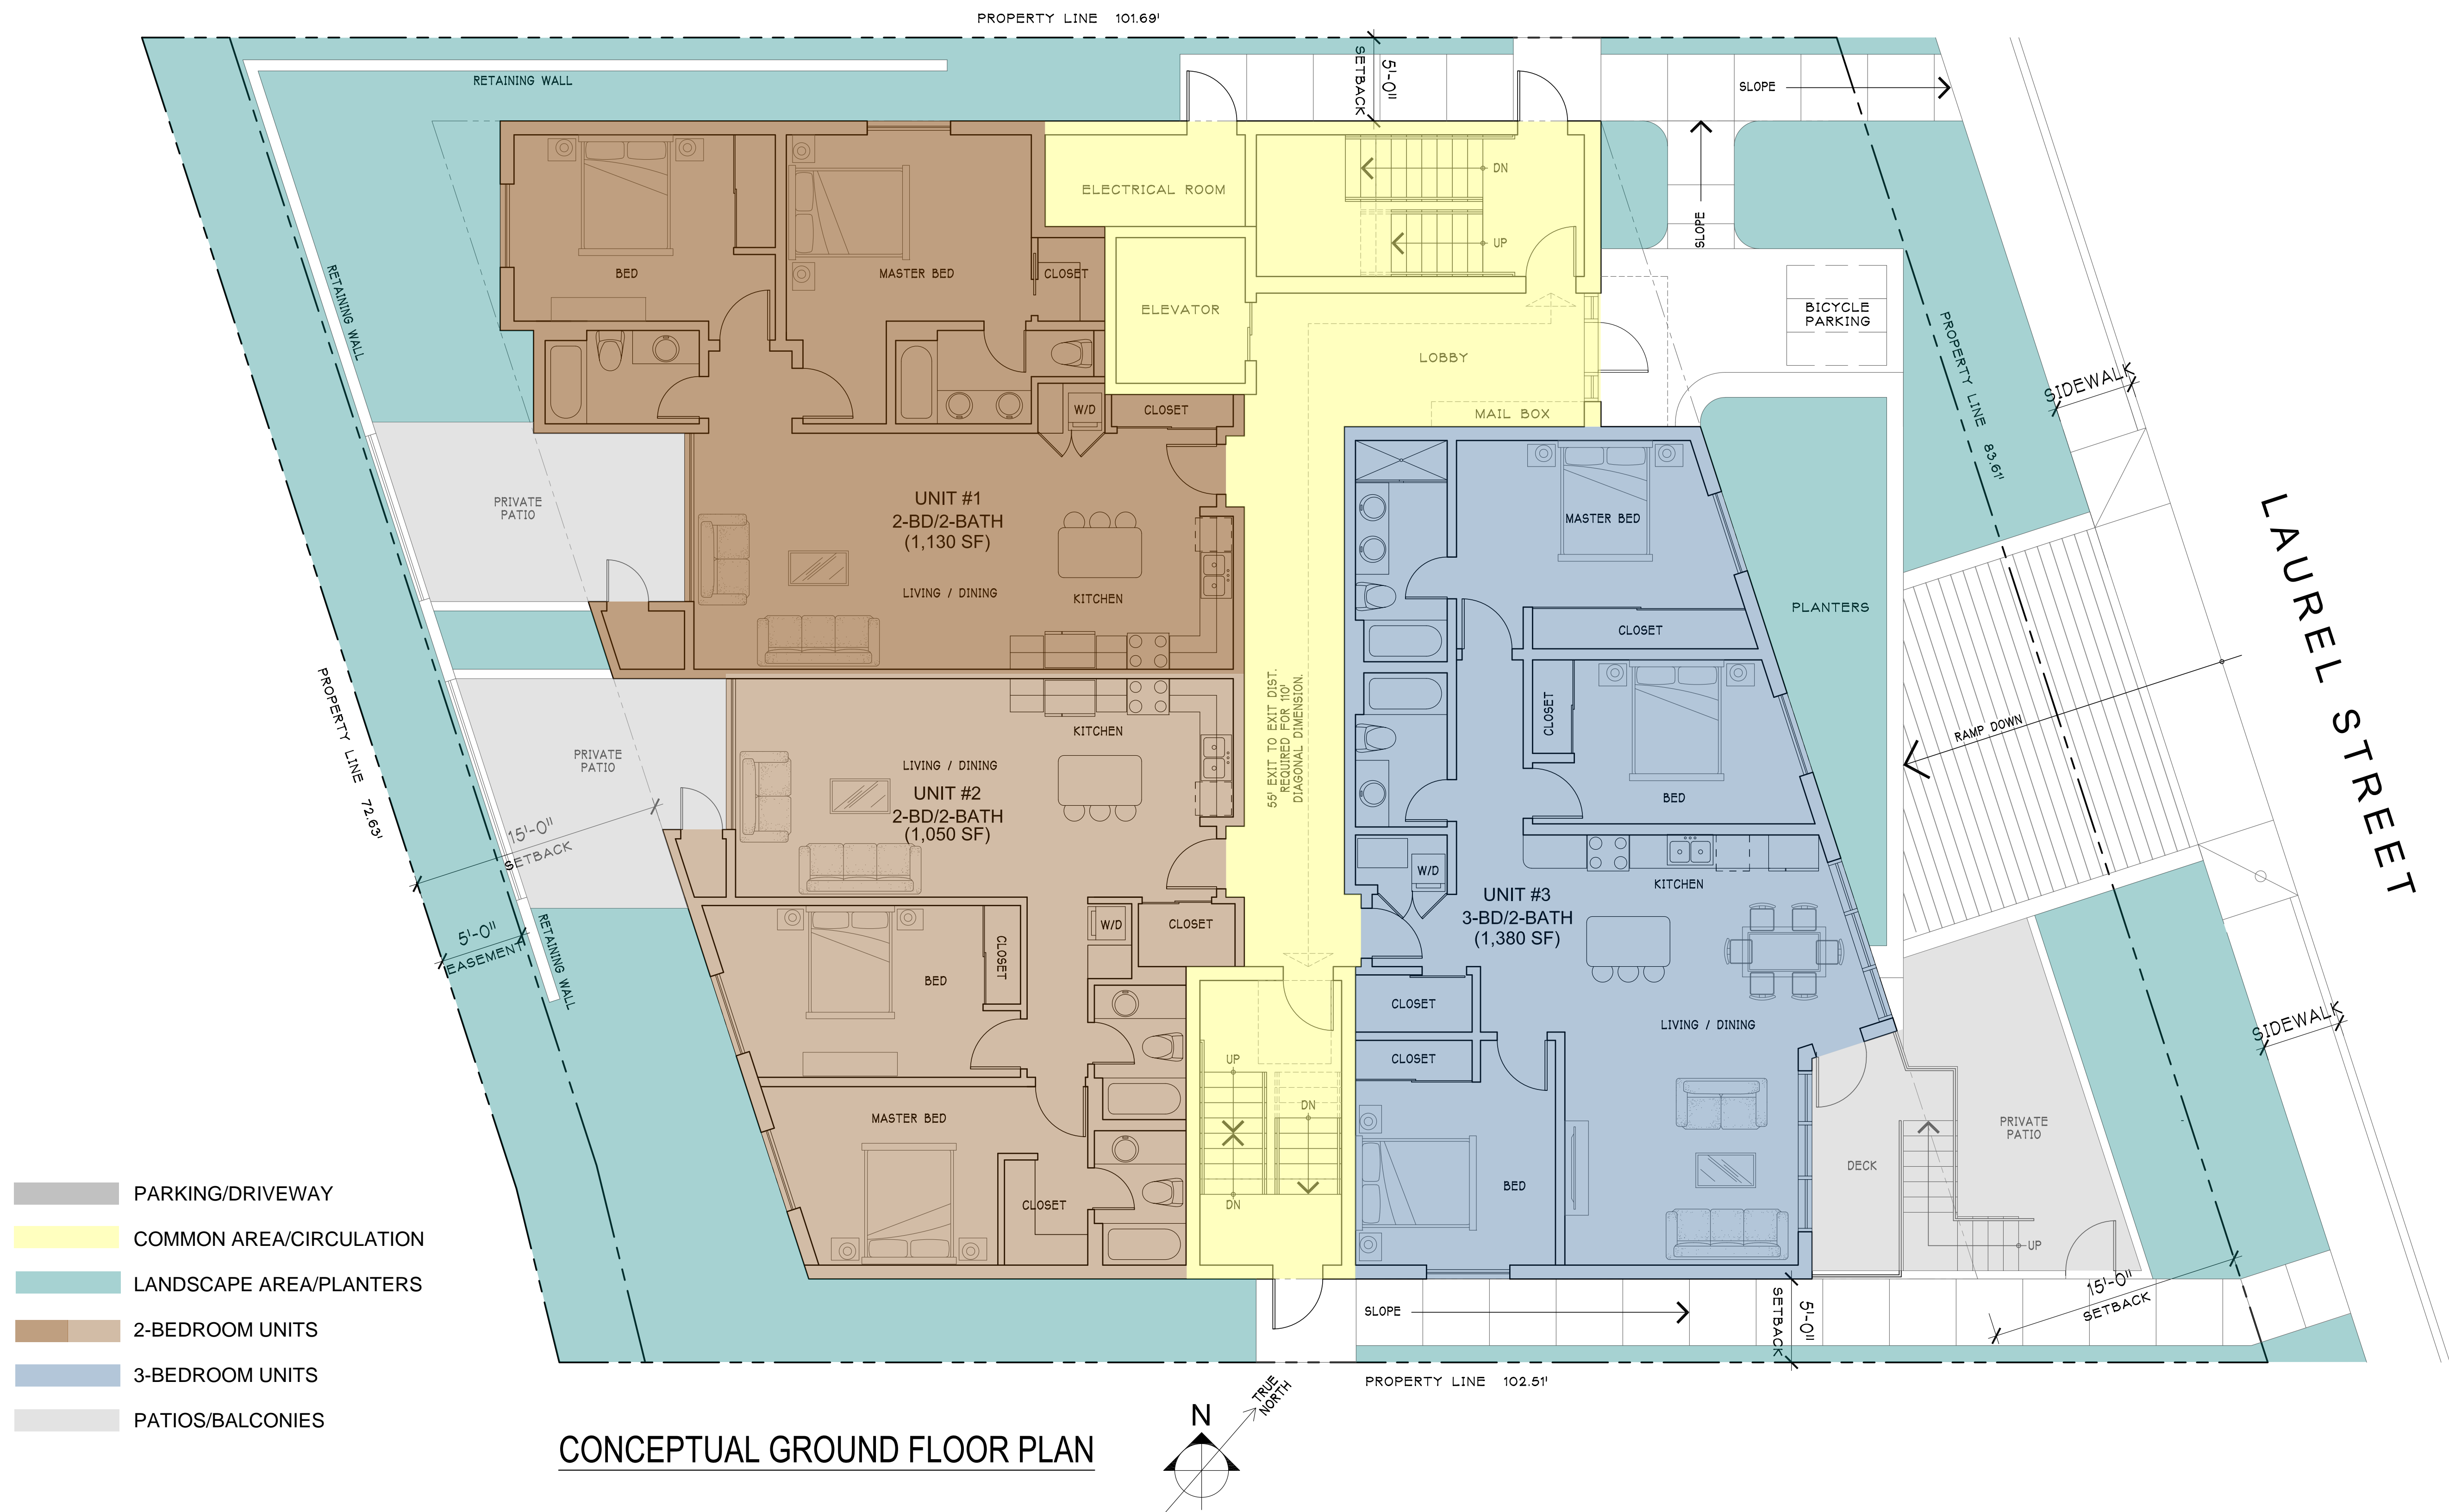 PROPERTY LINE 101.69'
RETAINING WALL
5'-0"
SETBACK
SLOPE
SLOPE
ELECTRICAL ROOM
DN
UP
BED
MASTER BED
CLOSET
ELEVATOR
LOBBY
MAIL BOX
BICYCLE
PARKING
RETAINING WALL
PROPERTY LINE 83.61'
SIDEWALK
W/D
CLOSET
PRIVATE
PATIO
UNIT #1
2-BD/2-BATH
(1,130 SF)
LIVING / DINING
KITCHEN
MASTER BED
CLOSET
PLANTERS
LAUREL STREET
55' EXIT TO EXIT DIST.
REQUIRED FOR 110'
DIAGONAL DIMENSION.
CLOSET
BED
RAMP DOWN
PROPERTY LINE 72.63'
PRIVATE
PATIO
KITCHEN
LIVING / DINING
UNIT #2
2-BD/2-BATH
(1,050 SF)
15'-0"
SETBACK
5'-0"
EASEMENT
RETAINING WALL
W/D
CLOSET
CLOSET
BED
W/D
UNIT #3
3-BD/2-BATH
(1,380 SF)
KITCHEN
CLOSET
LIVING / DINING
CLOSET
SIDEWALK
MASTER BED
CLOSET
UP
DN
DN
BED
DECK
PRIVATE
PATIO
UP
15'-0"
SETBACK
SLOPE
5'-0"
SETBACK
PROPERTY LINE 102.51'
PARKING/DRIVEWAY
COMMON AREA/CIRCULATION
LANDSCAPE AREA/PLANTERS
2-BEDROOM UNITS
3-BEDROOM UNITS
PATIOS/BALCONIES
CONCEPTUAL GROUND FLOOR PLAN
N
TRUE
NORTH